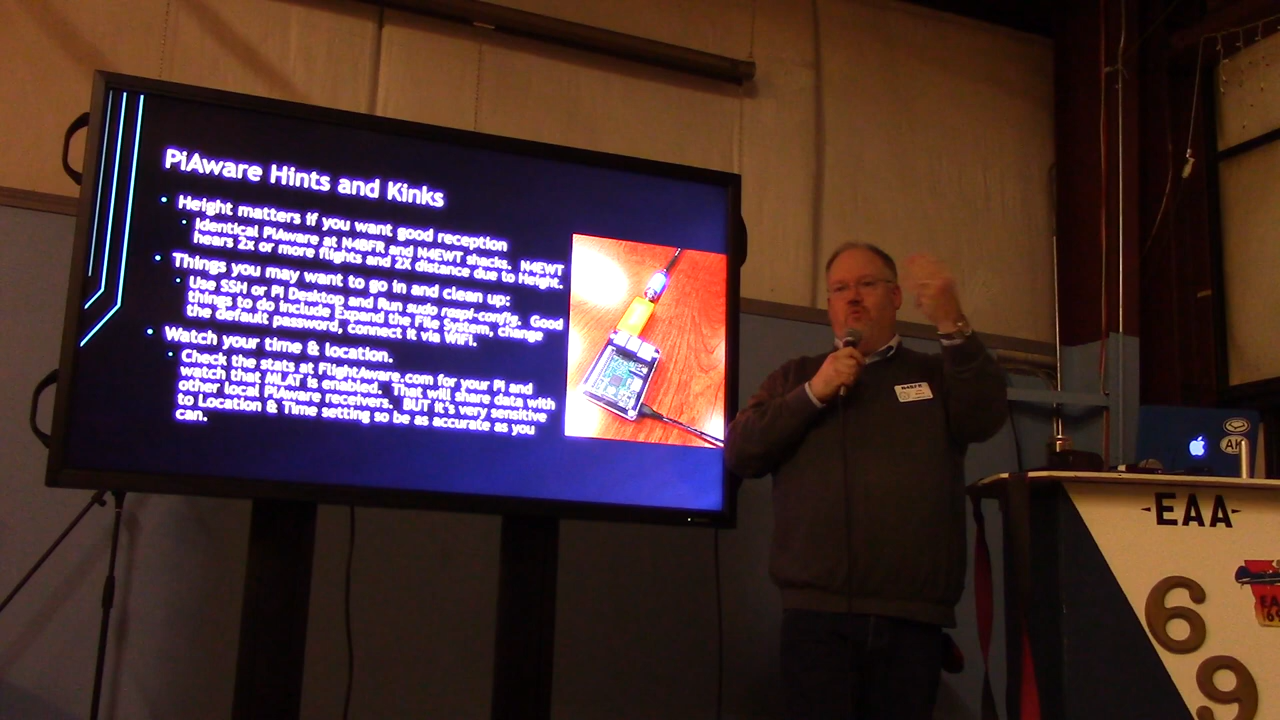 PiAware Hints and Kinks
• Height matters if you want good reception
• Identical PiAware at N4BFR and N4EWT shacks. N4EWT
hears 2x or more flights and 2X distance due to Height.
• Things you may want to go in and clean up:
• Use SSH or Pi Desktop and Run sudo raspi-config. Good
things to do include Expand the File System, change
the default password, connect it via WiFi.
• Watch your time & location.
• Check the stats at FlightAware.com for your Pi and
watch that MLAT is enabled. That will share data with
other local PiAware receivers. BUT it's very sensitive
to Location & Time setting so be as accurate as you
can.
N4BFR
AK
-EAA-
6
9